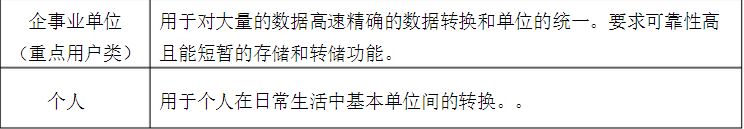 企事业单位
（重点用户类）
用于对大量的数据高速精确的数据转换和单位的统一。要求可靠性高
且能短暂的存储和转储功能。
个人
用于个人在日常生活中基本单位间的转换。。